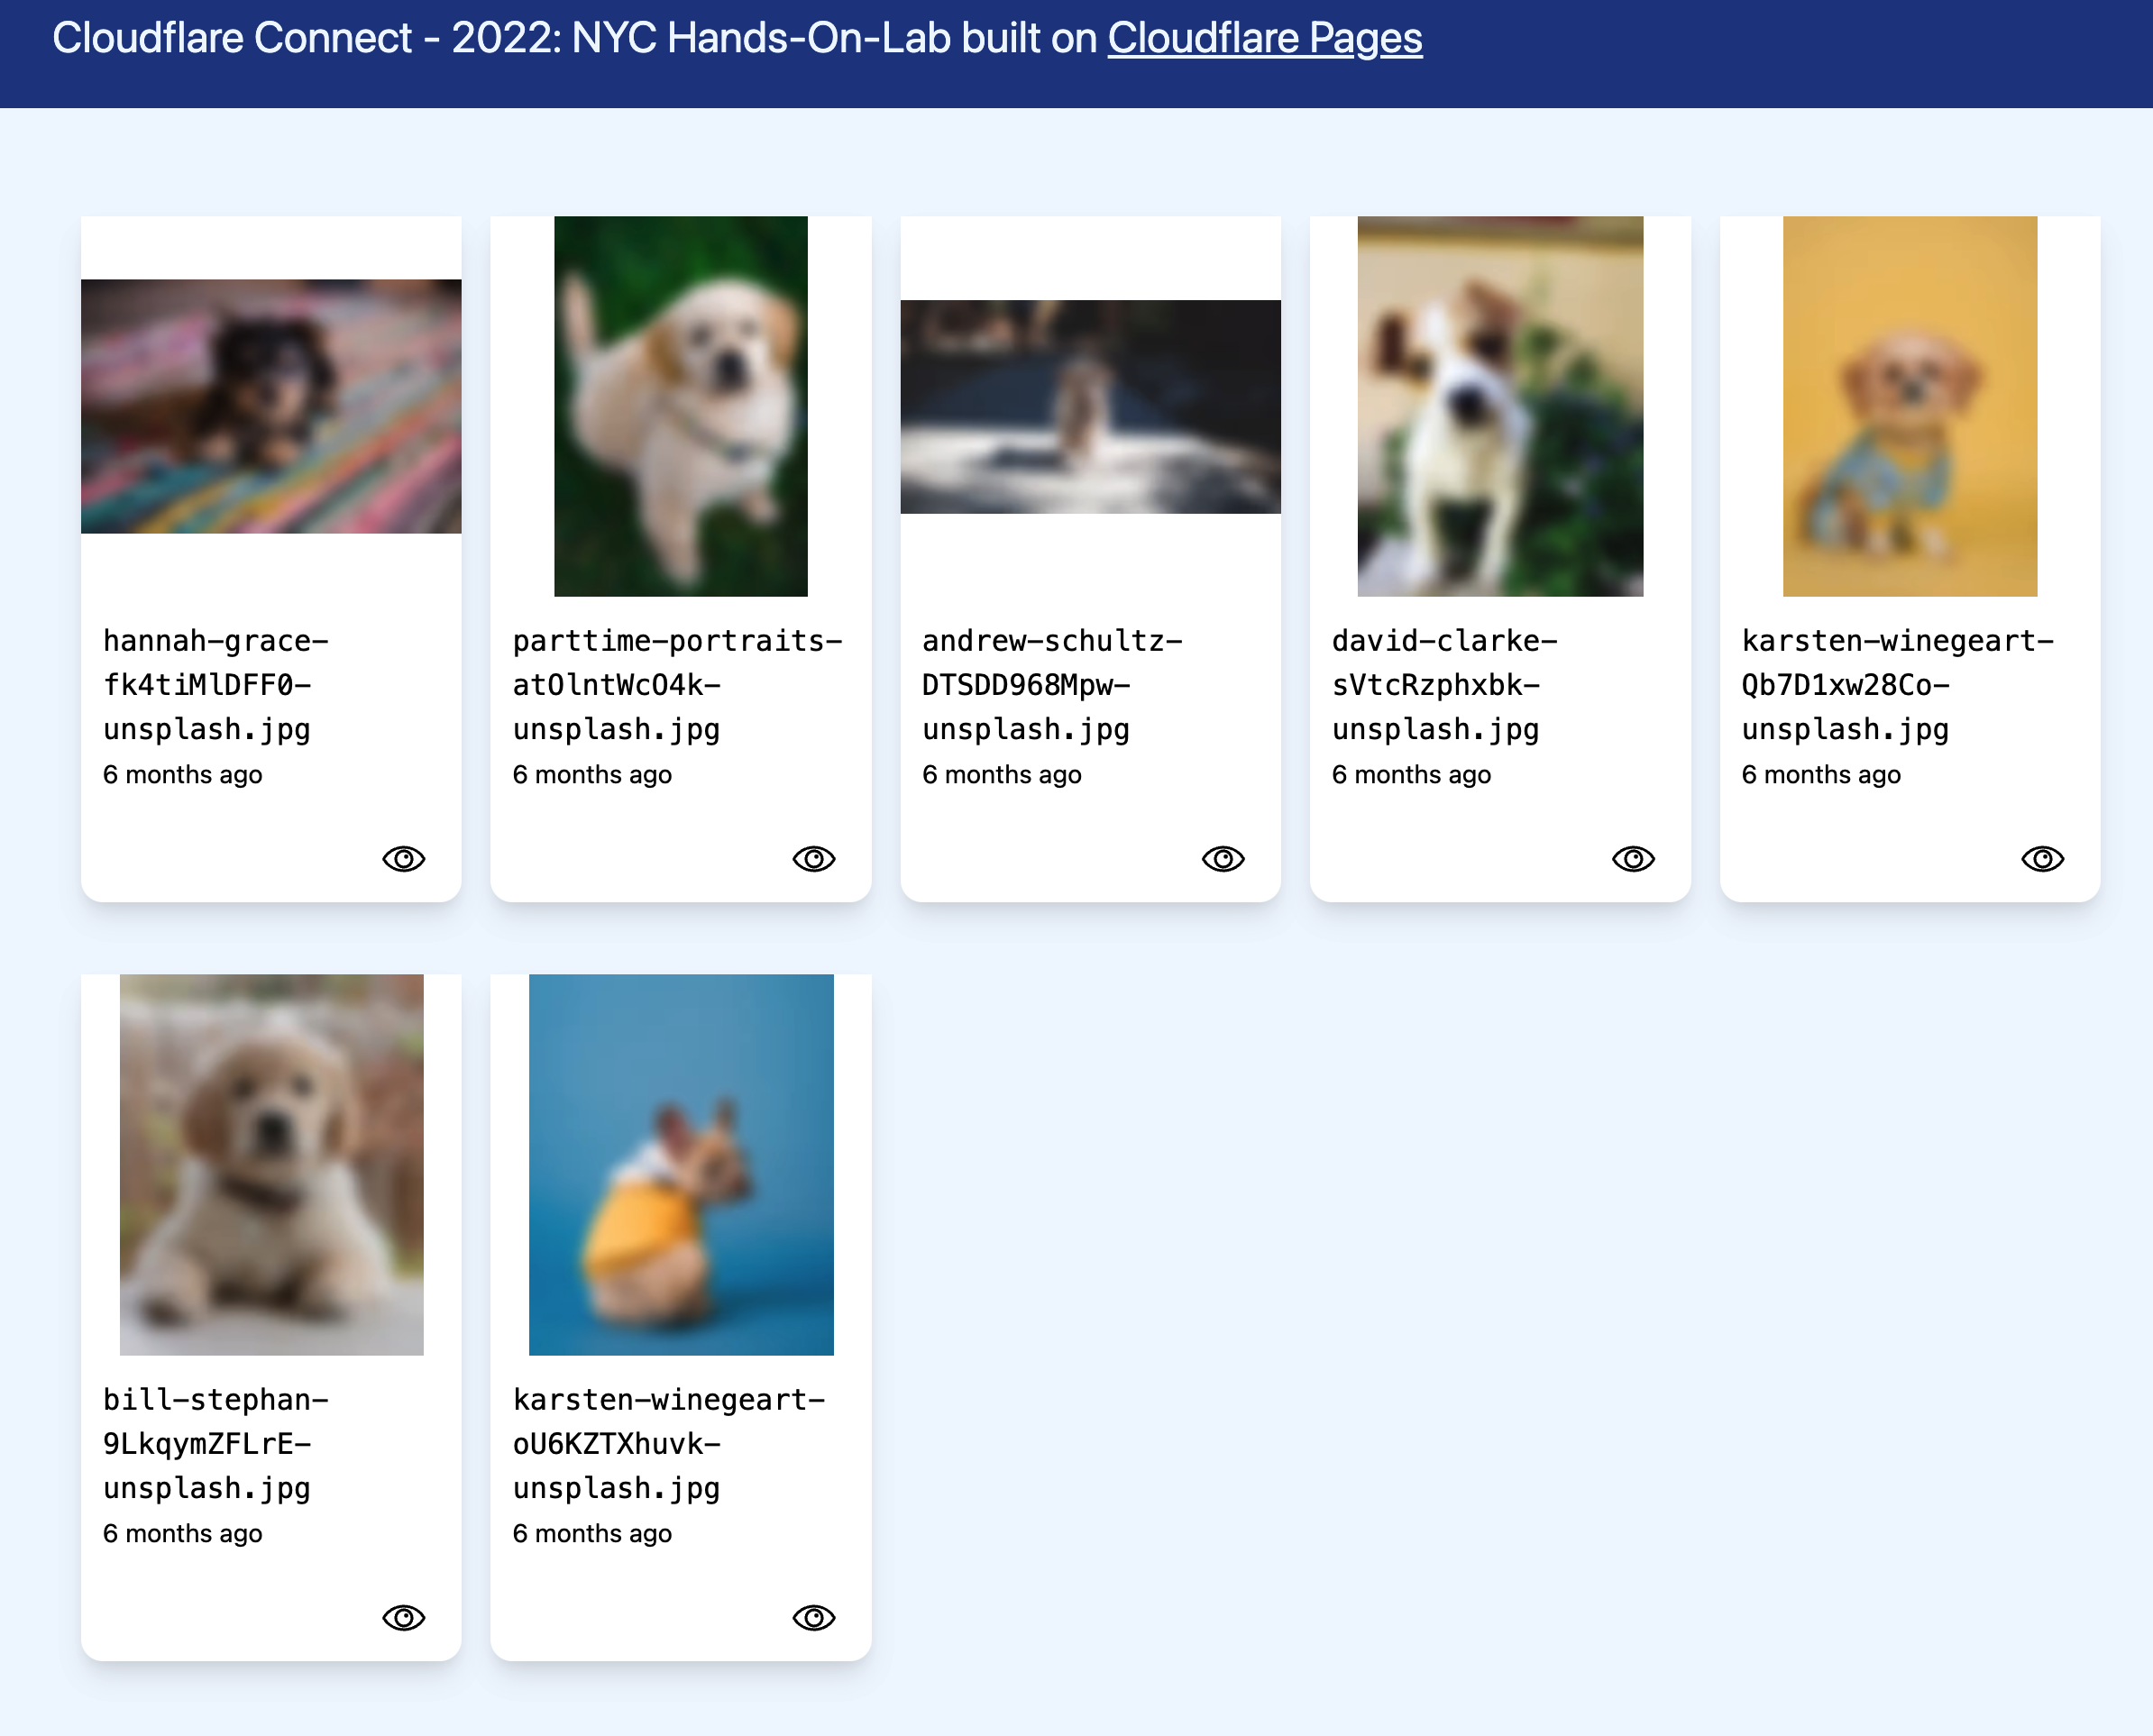 Cloudflare Connect - 2022: NYC Hands-On-Lab built on Cloudflare Pages
hannah-grace-
fk4tiMlDFF0-
unsplash.jpg
6 months ago
parttime-portraits-
atOlntWcO4k-
unsplash.jpg
6 months ago
andrew-schultz-
DTSDD968Mpw-
unsplash.jpg
6 months ago
david-clarke-
sVtcRzphxbk-
unsplash.jpg
6 months ago
karsten-winegeart-
Qb7D1xw28Co-
unsplash.jpg
6 months ago
bill-stephan-
9LkqymZFLrE-
unsplash.jpg
6 months ago
karsten-winegeart-
oU6KZTXhuvk-
unsplash.jpg
6 months ago